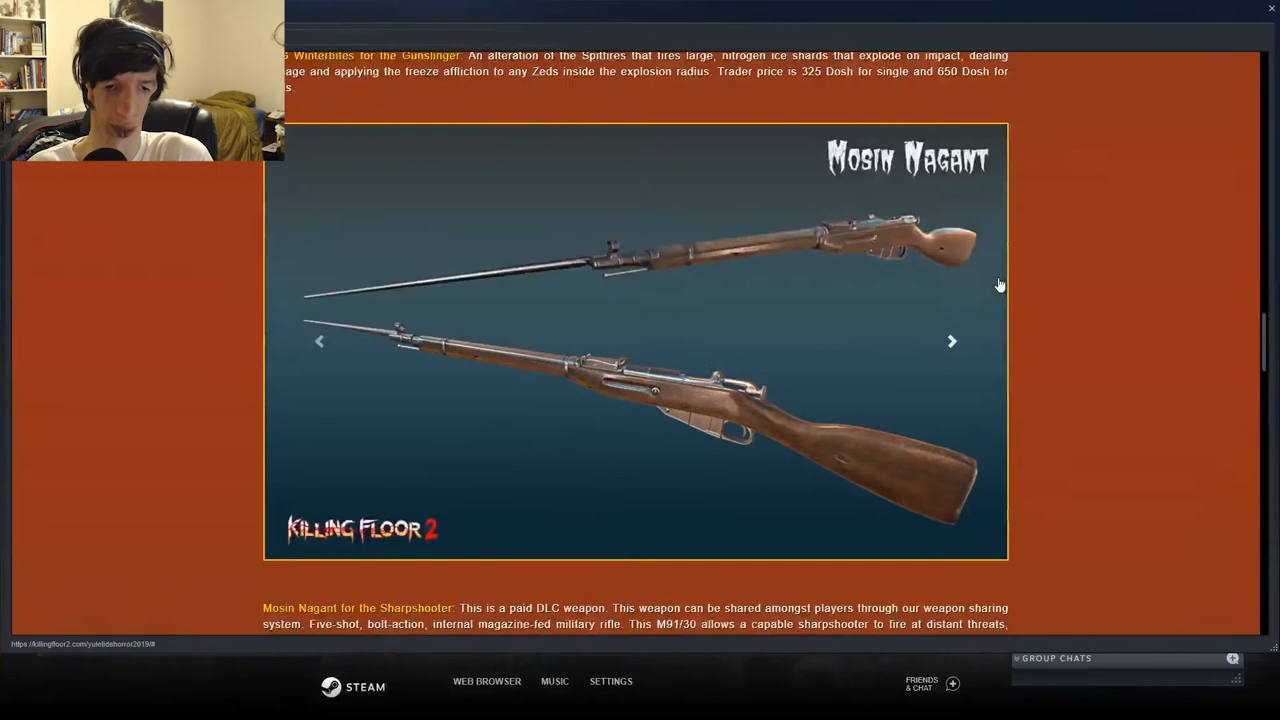 G Winterbites for the Gunslinger: An alteration of the Spitfires that fires large, nitrogen ice shards that explode on impact, dealing
age and applying the freeze affliction to any Zeds inside the explosion radius. Trader price is 325 Dosh for single and 650 Dosh for
s.
MOSIN NAGANT
KILLING FLOOR 2
Mosin Nagant for the Sharpshooter: This is a paid DLC weapon. This weapon can be shared amongst players through our weapon sharing
system. Five-shot, bolt-action, internal magazine-fed military rifle. This M91/30 allows a capable sharpshooter to fire at distant threats,
https://killingfloor2.com/yuletidehorror2019/#
GROUP CHATS
STEAM
WEB BROWSER
MUSIC
SETTINGS
FRIENDS
& CHAT